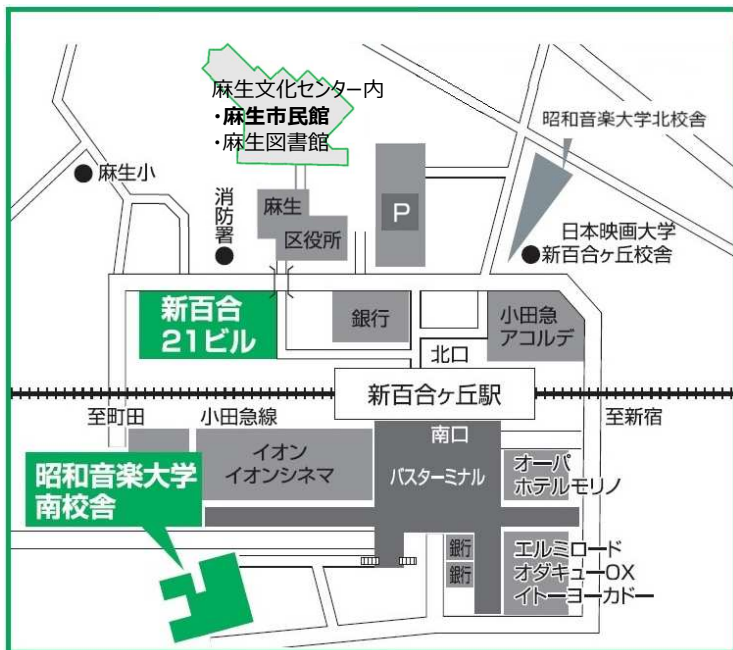 麻生文化センター内
・麻生市民館
・麻生図書館
昭和音楽大学北校舎
麻生小
消防署
麻生
区役所
P
日本映画大学
新百合ヶ丘校舎
新百合
21ビル
銀行
小田急
アコルデ
北口
新百合ヶ丘駅
至町田
小田急線
至新宿
南口
イオン
イオンシネマ
バスターミナル
オーパ
ホテルモリノ
昭和音楽大学
南校舎
銀行
銀行
エルミロード
オダキューOX
イトーヨーカドー